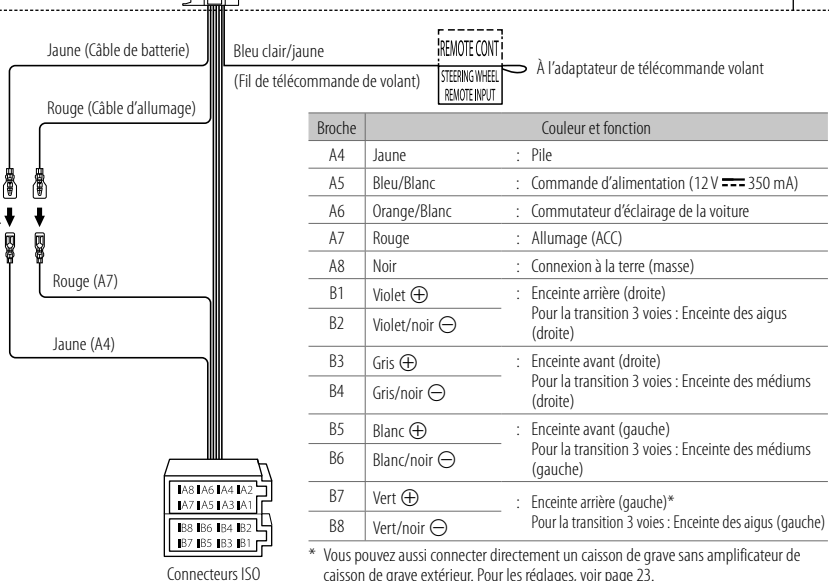 Jaune (Câble de batterie)
Bleu clair/jaune
(Fil de télécommande de volant)
REMOTE CONT
STEERING WHEEL
REMOTE INPUT
À l'adaptateur de télécommande volant
Rouge (Câble d'allumage)
Rouge (A7)
Jaune (A4)
A8 A6 A4 A2
A7 A5 A3 A1
B8 B6 B4 B2
B7 B5 B3 B1
Connecteurs ISO
Broche Couleur et fonction
A4 Jaune : Pile
A5 Bleu/Blanc : Commande d'alimentation (12 V ⎓ 350 mA)
A6 Orange/Blanc : Commutateur d'éclairage de la voiture
A7 Rouge : Allumage (ACC)
A8 Noir : Connexion à la terre (masse)
B1 Violet ⊕ : Enceinte arrière (droite)
Pour la transition 3 voies : Enceinte des aigus
B2 Violet/noir ⊖ (droite)
B3 Gris ⊕ : Enceinte avant (droite)
Pour la transition 3 voies : Enceinte des médiums
B4 Gris/noir ⊖ (droite)
B5 Blanc ⊕ : Enceinte avant (gauche)
Pour la transition 3 voies : Enceinte des médiums
B6 Blanc/noir ⊖ (gauche)
B7 Vert ⊕ : Enceinte arrière (gauche)*
B8 Vert/noir ⊖ Pour la transition 3 voies : Enceinte des aigus (gauche)
* Vous pouvez aussi connecter directement un caisson de grave sans amplificateur de
caisson de grave extérieur. Pour les réglages, voir page 23.